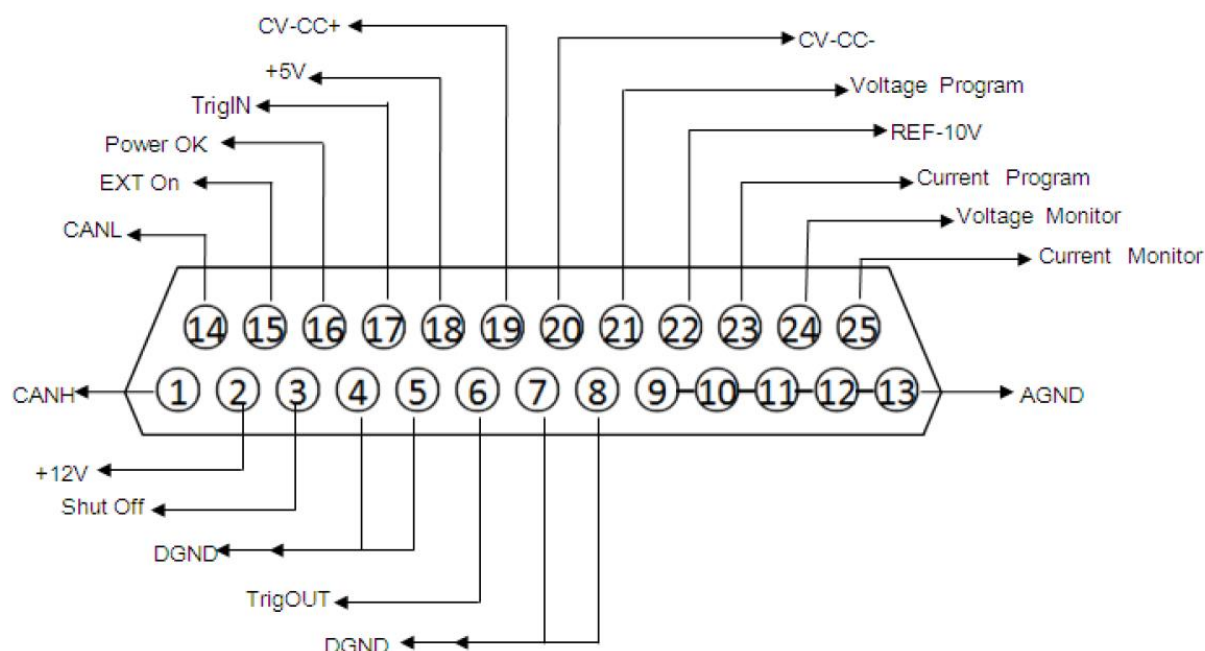 CV-CC+
CV-CC-
+5V
Voltage Program
TrigIN
REF-10V
Power OK
Current Program
EXT On
Voltage Monitor
CANL
Current Monitor
14 15 16 17 18 19 20 21 22 23 24 25
CANH 1 2 3 4 5 6 7 8 9 10 11 12 13 AGND
+12V
Shut Off
DGND
TrigOUT
DGND